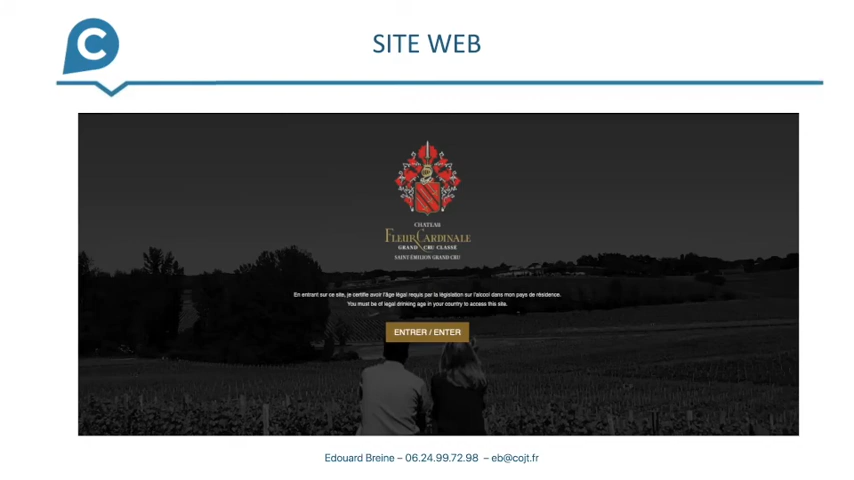 C
SITE WEB
CHÂTEAU
FLEUR CARDINALE
GRAND CRU CLASSÉ
SAINT ÉMILION GRAND CRU
En entrant sur ce site, je certifie avoir l'âge légal requis par la législation sur l'alcool dans mon pays de résidence.
You must be of legal drinking age in your country to access this site.
ENTRER / ENTER
Edouard Breine – 06.24.99.72.98 – eb@cojt.fr